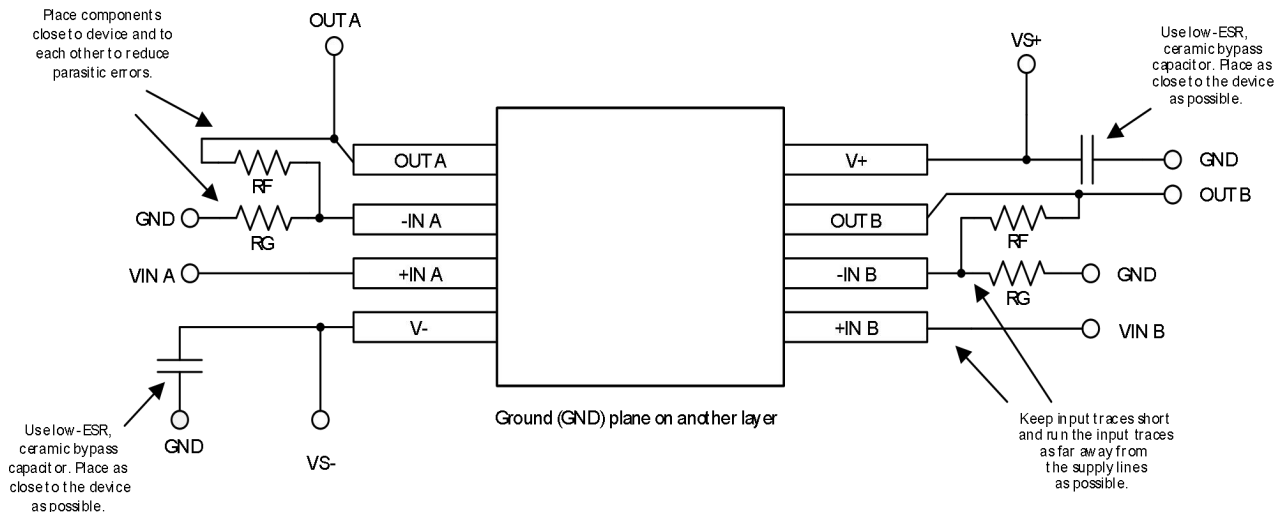 Place components
close to device and to
each other to reduce
parasitic errors.
OUT A
VS+
Use low-ESR,
ceramic bypass
capacitor. Place as
close to the device
as possible.
OUT A
V+
GND
RF
OUT B
OUT B
GND
-IN A
RF
RG
VIN A
+IN A
-IN B
GND
RG
V-
+IN B
VIN B
Ground (GND) plane on another layer
Use low-ESR,
ceramic bypass
capacitor. Place as
close to the device
as possible.
GND
VS-
Keep input traces short
and run the input traces
as far away from
the supply lines
as possible.